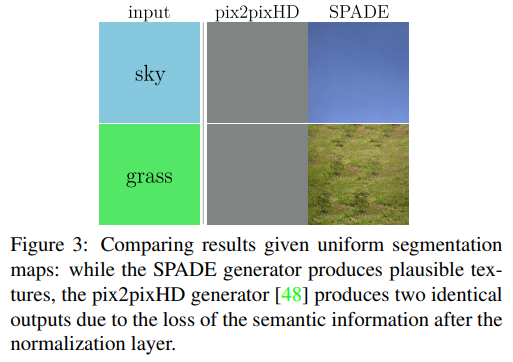 input pix2pixHD SPADE
sky
grass
Figure 3: Comparing results given uniform segmentation
maps: while the SPADE generator produces plausible tex-
tures, the pix2pixHD generator [48] produces two identical
outputs due to the loss of the semantic information after the
normalization layer.